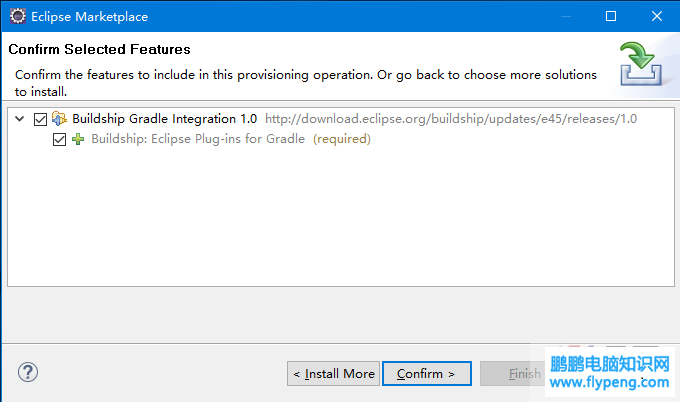 Eclipse Marketplace
Confirm Selected Features
Confirm the features to include in this provisioning operation. Or go back to choose more solutions
to install.
Buildship Gradle Integration 1.0 http://download.eclipse.org/buildship/updates/e45/releases/1.0
Buildship: Eclipse Plug-ins for Gradle (required)
? < Install More Confirm > Finish
鹏鹏电脑知识网
www.flypeng.com